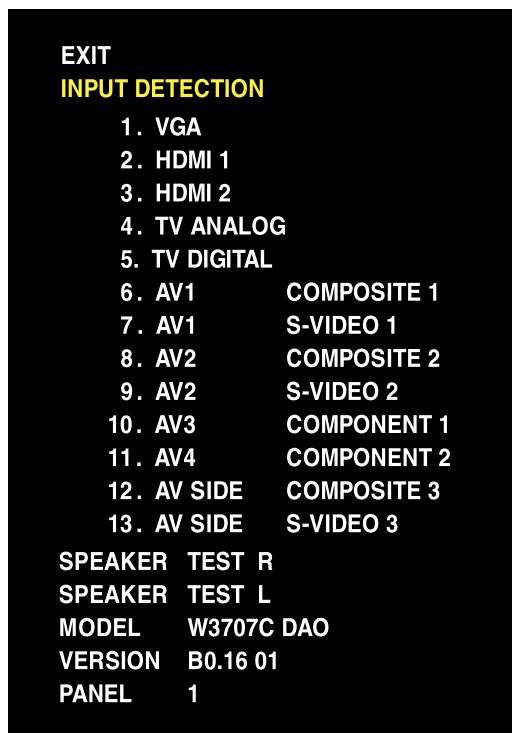 EXIT
INPUT DETECTION
1. VGA
2. HDMI 1
3. HDMI 2
4. TV ANALOG
5. TV DIGITAL
6. AV1 COMPOSITE 1
7. AV1 S-VIDEO 1
8. AV2 COMPOSITE 2
9. AV2 S-VIDEO 2
10. AV3 COMPONENT 1
11. AV4 COMPONENT 2
12. AV SIDE COMPOSITE 3
13. AV SIDE S-VIDEO 3
SPEAKER TEST R
SPEAKER TEST L
MODEL W3707C DAO
VERSION B0.16 01
PANEL 1